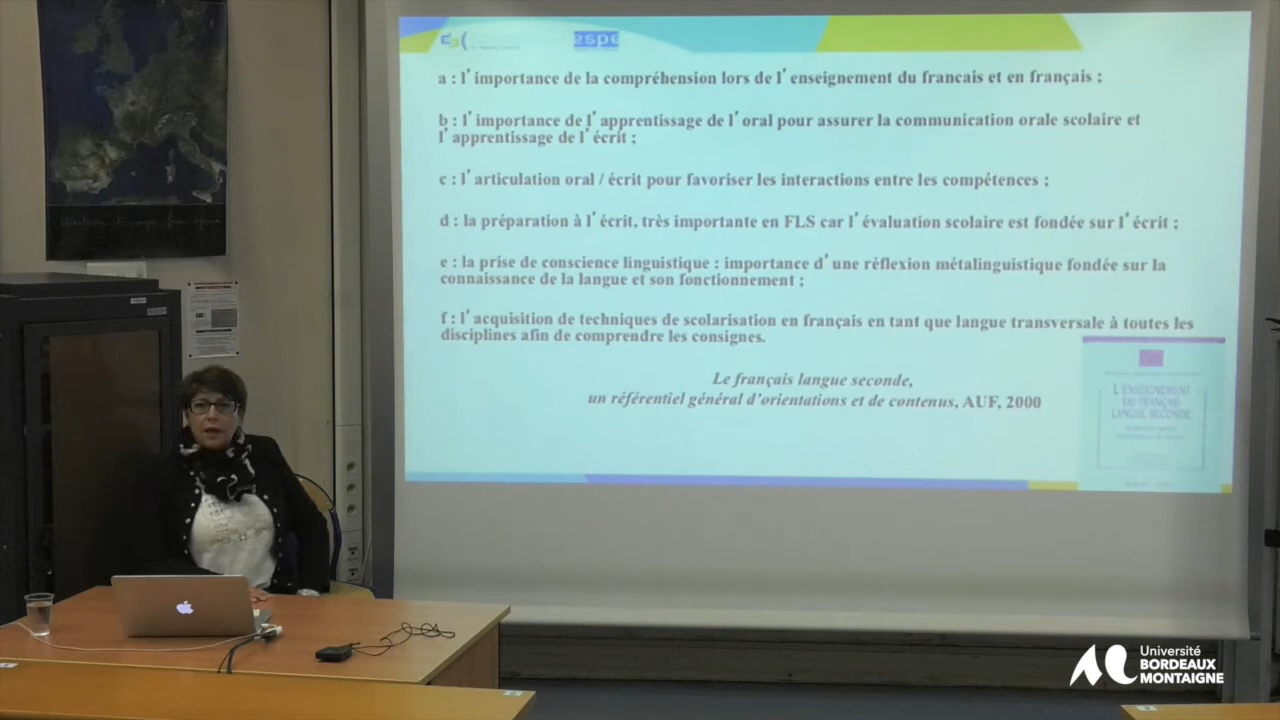 espe
a : l'importance de la compréhension lors de l'enseignement du francais et en français ;
b : l'importance de l'apprentissage de l'oral pour assurer la communication orale scolaire et
l'apprentissage de l'écrit ;
c : l'articulation oral / écrit pour favoriser les interactions entre les compétences ;
d : la préparation à l'écrit, très importante en FLS car l'évaluation scolaire est fondée sur l'écrit ;
e : la prise de conscience linguistique : importance d'une réflexion métalinguistique fondée sur la
connaissance de la langue et son fonctionnement ;
f : l'acquisition de techniques de scolarisation en français en tant que langue transversale à toutes les
disciplines afin de comprendre les consignes.
Le français langue seconde,
un référentiel général d'orientations et de contenus, AUF, 2000
L'ENSEIGNEMENT
DU FRANÇAIS
LANGUE SECONDE
Western Europe from space
Université
BORDEAUX
MONTAIGNE